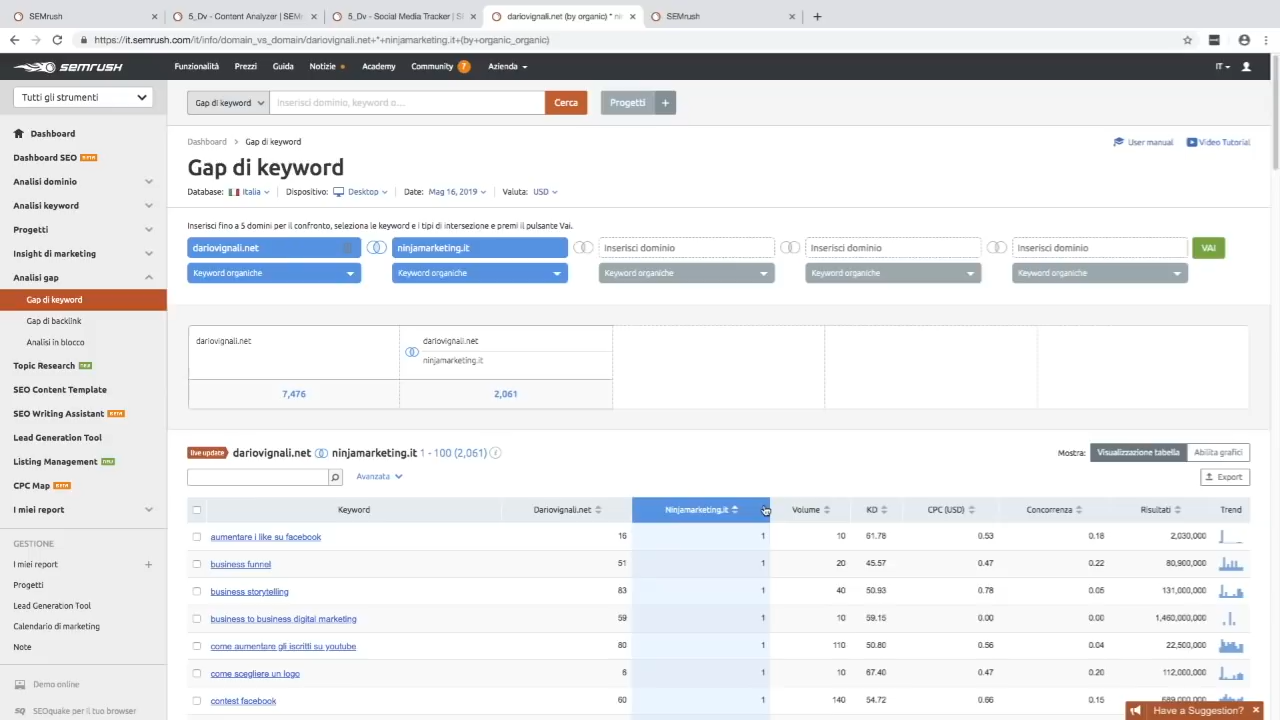 SEMrush
5_Dv - Content Analyzer | SEMr
5_Dv - Social Media Tracker | SE
dariovignali.net (by organic) * ni
SEMrush
https://it.semrush.com/it/info/domain_vs_domain/dariovignali.net+*+ninjamarketing.it+(by+organic_organic)
SEMRUSH
Funzionalità Prezzi Guida Notizie Academy Community 7 Azienda
IT
Tutti gli strumenti
Gap di keyword
Inserisci dominio, keyword o...
Cerca
Progetti +
Dashboard
Dashboard SEO BETA
Analisi dominio
Analisi keyword
Progetti
Insight di marketing
Analisi gap
Gap di keyword
Gap di backlink
Analisi in blocco
Topic Research
SEO Content Template
SEO Writing Assistant BETA
Lead Generation Tool
Listing Management
CPC Map BETA
I miei report
GESTIONE
I miei report +
Progetti
Lead Generation Tool
Calendario di marketing
Note
Demo online
SQ SEOquake per il tuo browser
Dashboard > Gap di keyword
User manual
Video Tutorial
Gap di keyword
Database: Italia Dispositivo: Desktop Date: Mag 16, 2019 Valuta: USD
Inserisci fino a 5 domini per il confronto, seleziona le keyword e i tipi di intersezione e premi il pulsante Vai.
dariovignali.net ninjamarketing.it Inserisci dominio Inserisci dominio Inserisci dominio VAI
Keyword organiche Keyword organiche Keyword organiche Keyword organiche Keyword organiche
dariovignali.net
dariovignali.net
ninjamarketing.it
7,476 2,061
live update dariovignali.net ninjamarketing.it 1 - 100 (2,061) i
Mostra: Visualizzazione tabella Abilita grafici
Avanzata
Export
Keyword Dariovignali.net Ninjamarketing.it Volume KD CPC (USD) Concorrenza Risultati Trend
aumentare i like su facebook 16 1 10 61.78 0.53 0.18 2,030,000
business funnel 51 1 20 45.57 0.47 0.22 80,900,000
business storytelling 83 1 40 50.93 0.78 0.05 131,000,000
business to business digital marketing 59 1 10 59.15 0.00 0.00 1,460,000,000
come aumentare gli iscritti su youtube 80 1 110 50.80 0.56 0.04 22,500,000
come scegliere un logo 6 1 10 67.40 0.47 0.20 112,000,000
contest facebook 60 1 140 54.72 0.66 0.15 689,000,000
Have a Suggestion? ×